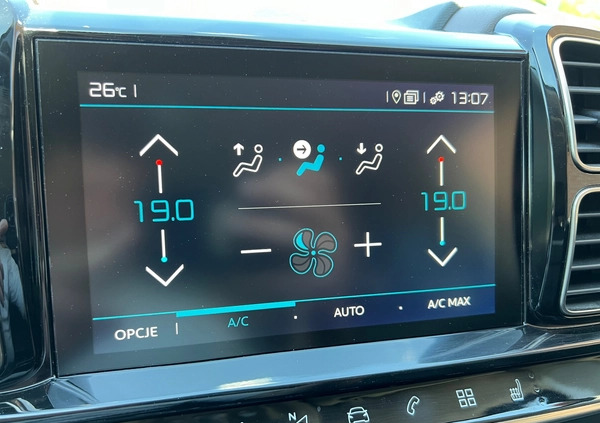 26°C
13:07
19.0
19.0
OPCJE
A/C
AUTO
A/C MAX
N